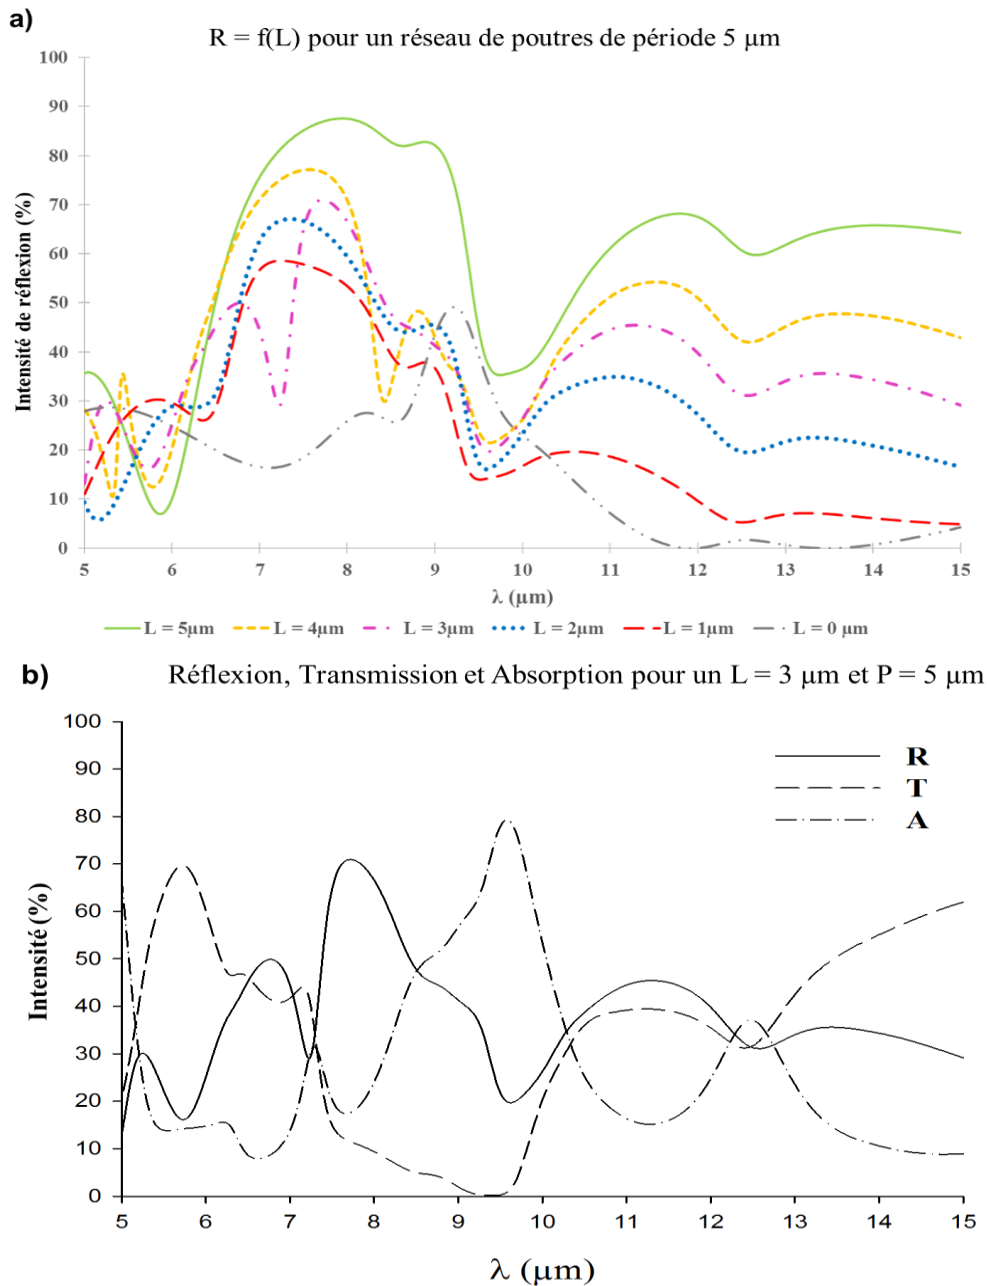 a)
R = f(L) pour un réseau de poutres de période 5 µm
100
90
80
70
60
50
40
30
20
10
0
Intensité de réflexion (%)
5 6 7 8 9 10 11 12 13 14 15
λ (µm)
L = 5µm L = 4µm L = 3µm L = 2µm L = 1µm L = 0 µm
b)
Réflexion, Transmission et Absorption pour un L = 3 µm et P = 5 µm
100
90
80
70
60
50
40
30
20
10
0
Intensité (%)
R
T
A
5 6 7 8 9 10 11 12 13 14 15
λ (µm)